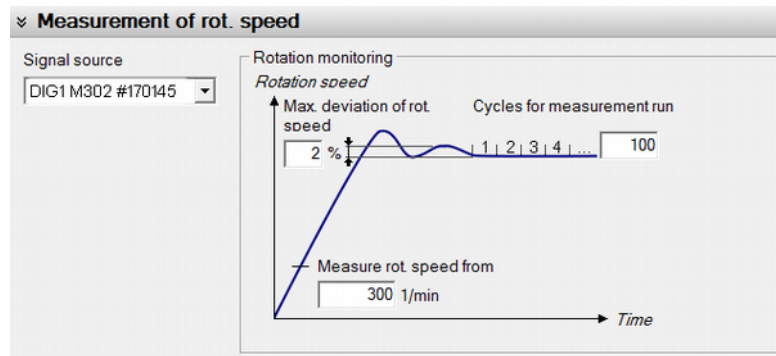 Measurement of rot. speed
Signal source
DIG1 M302 #170145
Rotation monitoring
Rotation speed
Max. deviation of rot.
speed
2 %
Cycles for measurement run
1 2 3 4 ...
100
Measure rot. speed from
300 1/min
Time